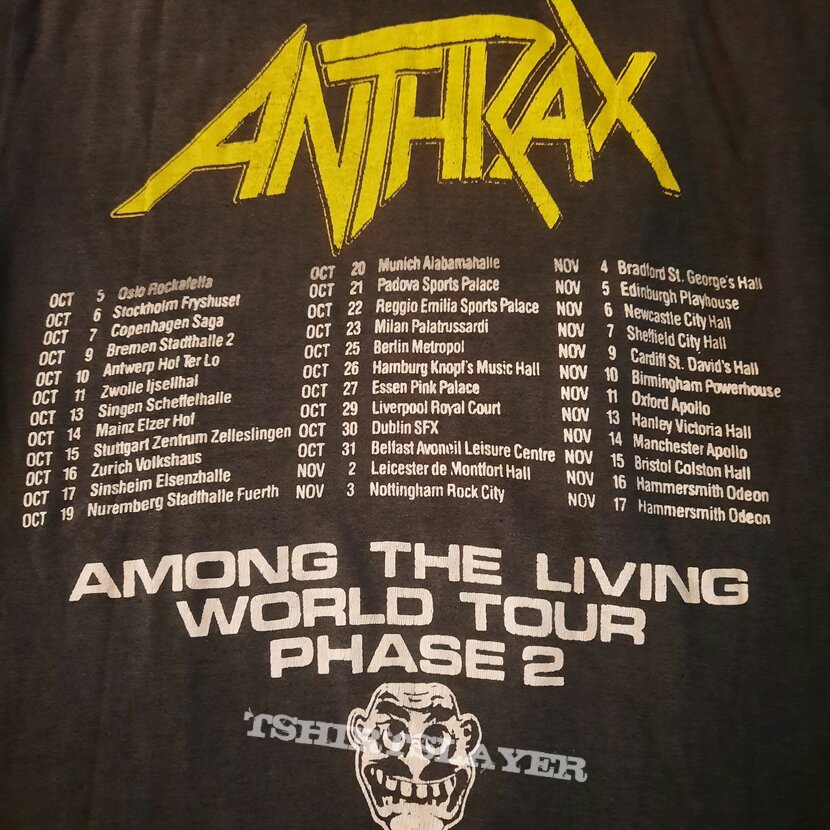 ANTHRAX
OCT 5 Oslo Rockafella
OCT 6 Stockholm Fryshuset
OCT 7 Copenhagen Saga
OCT 9 Bremen Stadthalle 2
OCT 10 Antwerp Hof Ter Lo
OCT 11 Zwolle Ijsellhal
OCT 13 Singen Scheffelhalle
OCT 14 Mainz Elzer Hof
OCT 15 Stuttgart Zentrum Zelleslingen
OCT 16 Zurich Volkshaus
OCT 17 Sinsheim Elsenzhalle
OCT 19 Nuremberg Stadthalle Fuerth
OCT 20 Munich Alabamahalle
OCT 21 Padova Sports Palace
OCT 22 Reggio Emilia Sports Palace
OCT 23 Milan Palatrussardi
OCT 25 Berlin Metropol
OCT 26 Hamburg Knopf's Music Hall
OCT 27 Essen Pink Palace
OCT 29 Liverpool Royal Court
OCT 30 Dublin SFX
OCT 31 Belfast Avoneil Leisure Centre
NOV 2 Leicester de Montfort Hall
NOV 3 Nottingham Rock City
NOV 4 Bradford St. George's Hall
NOV 5 Edinburgh Playhouse
NOV 6 Newcastle City Hall
NOV 7 Sheffield City Hall
NOV 9 Cardiff St. David's Hall
NOV 10 Birmingham Powerhouse
NOV 11 Oxford Apollo
NOV 13 Hanley Victoria Hall
NOV 14 Manchester Apollo
NOV 15 Bristol Colston Hall
NOV 16 Hammersmith Odeon
NOV 17 Hammersmith Odeon
AMONG THE LIVING
WORLD TOUR
PHASE 2
TSHIRTSLAYER